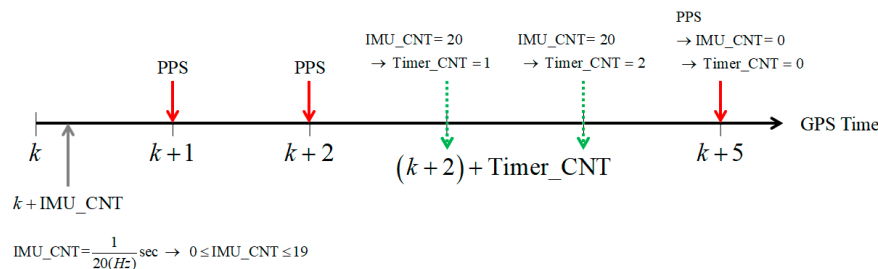 IMU_CNT= 20
→ Timer_CNT = 1
IMU_CNT= 20
→ Timer_CNT = 2
PPS
→ IMU_CNT= 0
→ Timer_CNT = 0
PPS
PPS
GPS Time
k
k+1
k+2
(k+2)+Timer_CNT
k+5
k+IMU_CNT
IMU_CNT=1/20(Hz) sec → 0≤IMU_CNT≤19